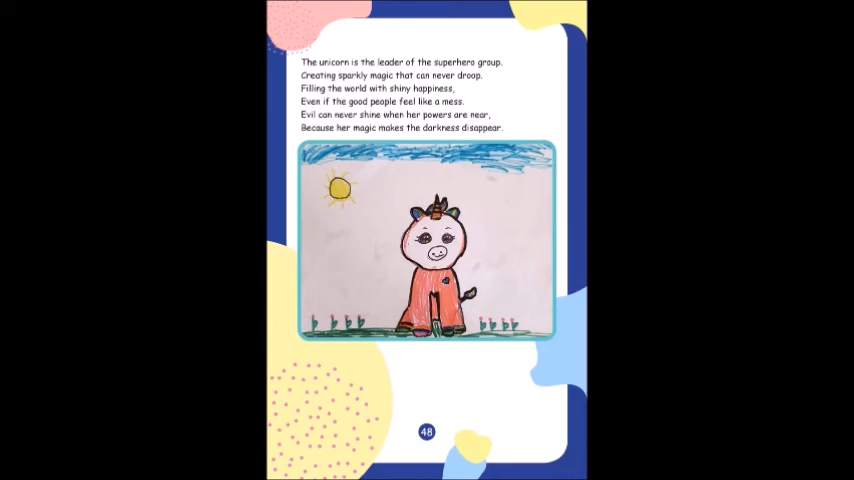 The unicorn is the leader of the superhero group.
Creating sparkly magic that can never droop.
Filling the world with shiny happiness,
Even if the good people feel like a mess.
Evil can never shine when her powers are near,
Because her magic makes the darkness disappear.
48